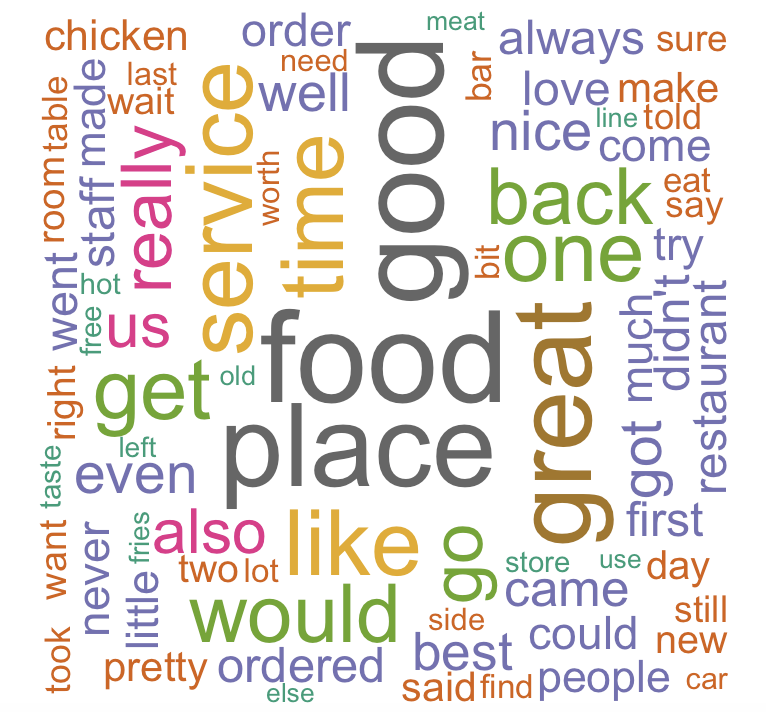 meat
chicken
order
always
sure
need
good
bar
last
well
love
make
table
made
wait
service
line
told
nice
come
really
time
worth
room
staff
back
eat
say
one
try
bit
went
hot
free
us
food
great
much
didn't
restaurant
right
get
old
place
got
left
even
taste
first
want
never
fries
also
like
go
store
use
day
two
lot
came
little
would
side
still
could
new
took
pretty
ordered
best
people
car
said
find
else